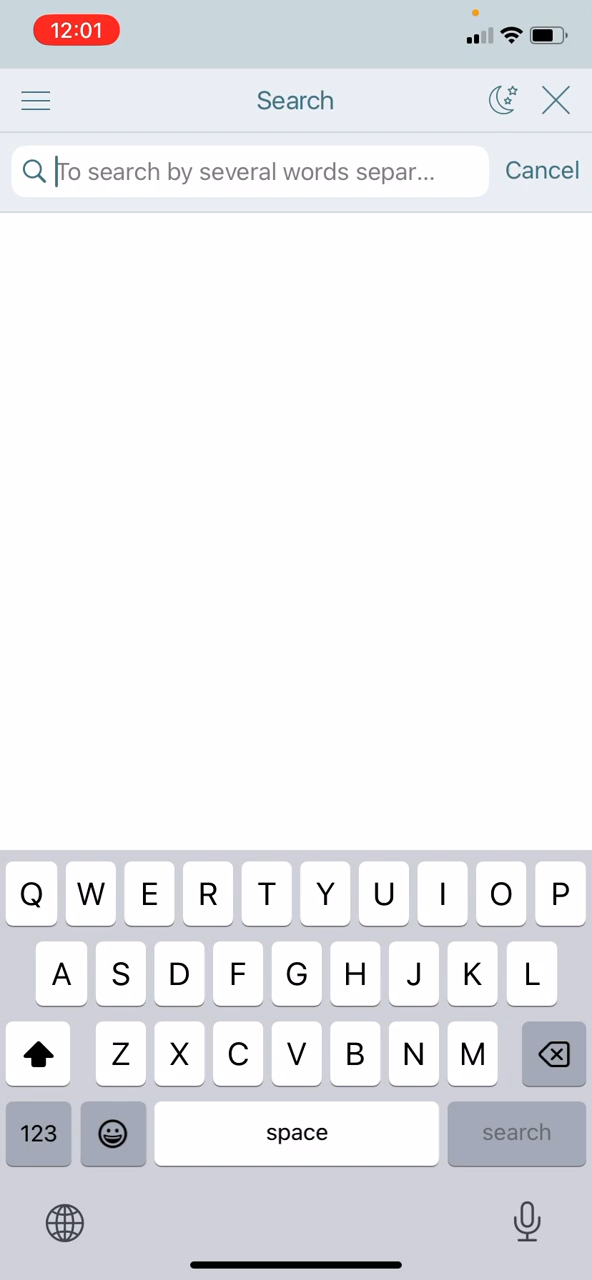 12:01
Search
To search by several words separ...
Cancel
Q W E R T Y U I O P
A S D F G H J K L
Z X C V B N M
123 space search